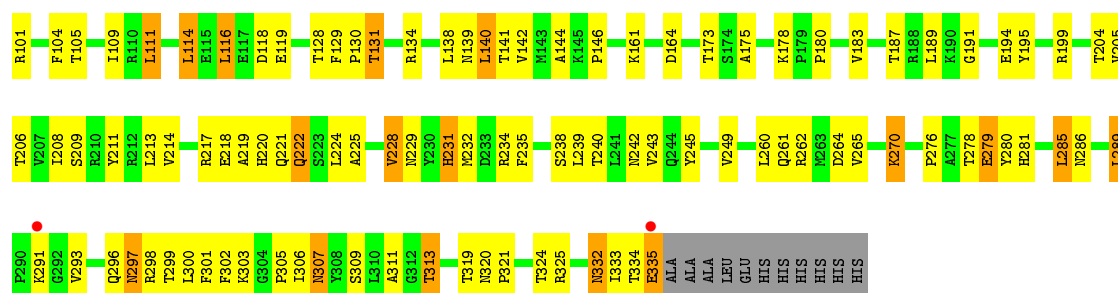 R101 F104 T105 I109 R110 L111 L114 E115 L116 E117 D118 E119 T128 F129 P130 T131 R134 L138 N139 L140 T141 V142 M143 A144 K145 P146 K161 D164 T173 S174 A175 K178 P179 P180 V183 T187 R188 L189 K190 G191 E194 Y195 R199 T204 V205
T206 V207 I208 S209 R210 Y211 R212 L213 V214 R217 E218 A219 H220 Q221 Q222 S223 L224 A225 V228 N229 Y230 H231 M232 D233 R234 F235 S238 L239 T240 L241 N242 V243 Q244 Y245 V249 L260 Q261 R262 M263 D264 V265 K270 P276 A277 T278 E279 Y280 H281 L285 N286 L289
P290 K291 G292 V293 Q296 N297 R298 T299 L300 F301 F302 K303 G304 P305 I306 N307 Y308 S309 L310 A311 G312 T313 T319 N320 P321 T324 R325 N332 I333 T334 E335 ALA ALA ALA LEU GLU HIS HIS HIS HIS HIS HIS